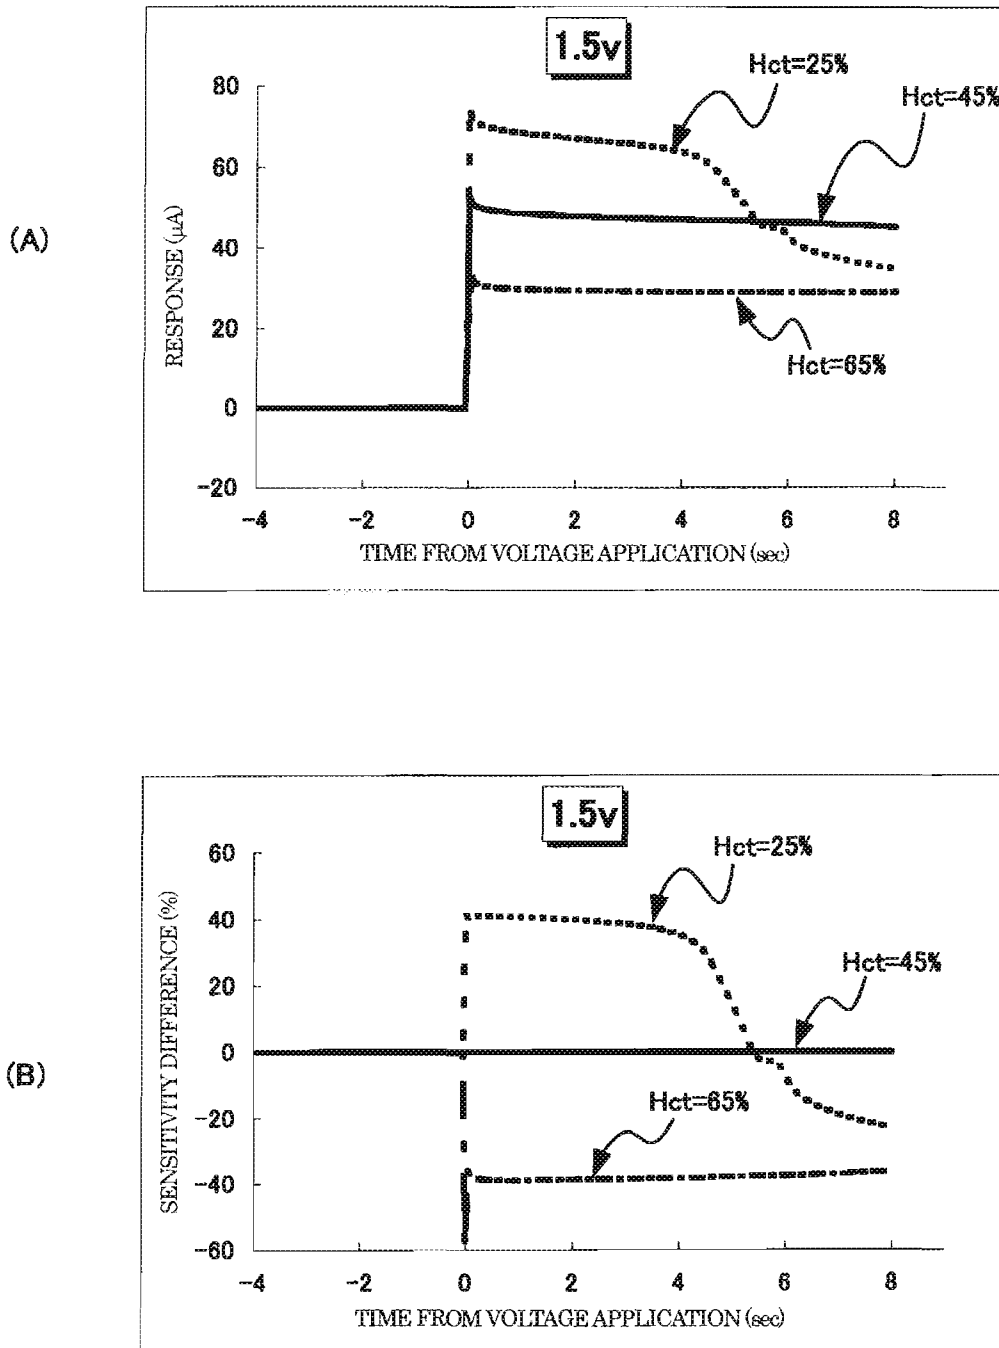 1.5v
Hct=25%
Hct=45%
80
60
(A)
RESPONSE (μA)
40
20
Hct=65%
0
-20
-4 -2 0 2 4 6 8
TIME FROM VOLTAGE APPLICATION (sec)
1.5v
Hct=25%
60
40
Hct=45%
20
(B)
SENSITIVITY DIFFERENCE (%)
0
Hct=65%
-20
-40
-60
-4 -2 0 2 4 6 8
TIME FROM VOLTAGE APPLICATION (sec)